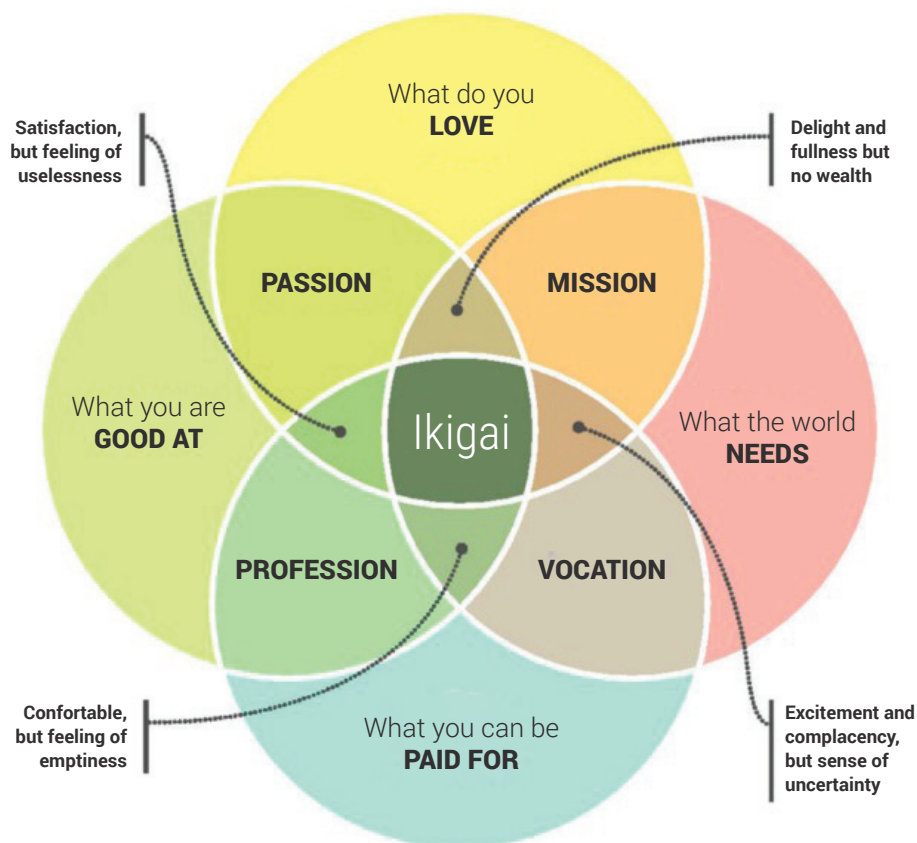 What do you
LOVE
Satisfaction,
but feeling of
uselessness
Delight and
fullness but
no wealth
PASSION
MISSION
What you are
GOOD AT
Ikigai
What the world
NEEDS
PROFESSION
VOCATION
Confortable,
but feeling of
emptiness
What you can be
PAID FOR
Excitement and
complacency,
but sense of
uncertainty